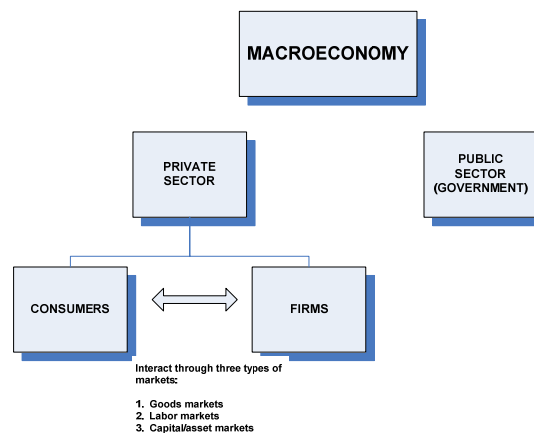 MACROECONOMY
PRIVATE
SECTOR
PUBLIC
SECTOR
(GOVERNMENT)
CONSUMERS
FIRMS
Interact through three types of
markets:
1. Goods markets
2. Labor markets
3. Capital/asset markets